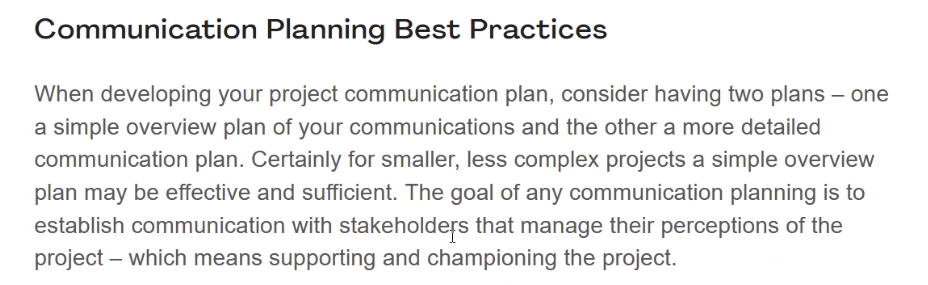 Communication Planning Best Practices
When developing your project communication plan, consider having two plans – one
a simple overview plan of your communications and the other a more detailed
communication plan. Certainly for smaller, less complex projects a simple overview
plan may be effective and sufficient. The goal of any communication planning is to
establish communication with stakeholders that manage their perceptions of the
project – which means supporting and championing the project.